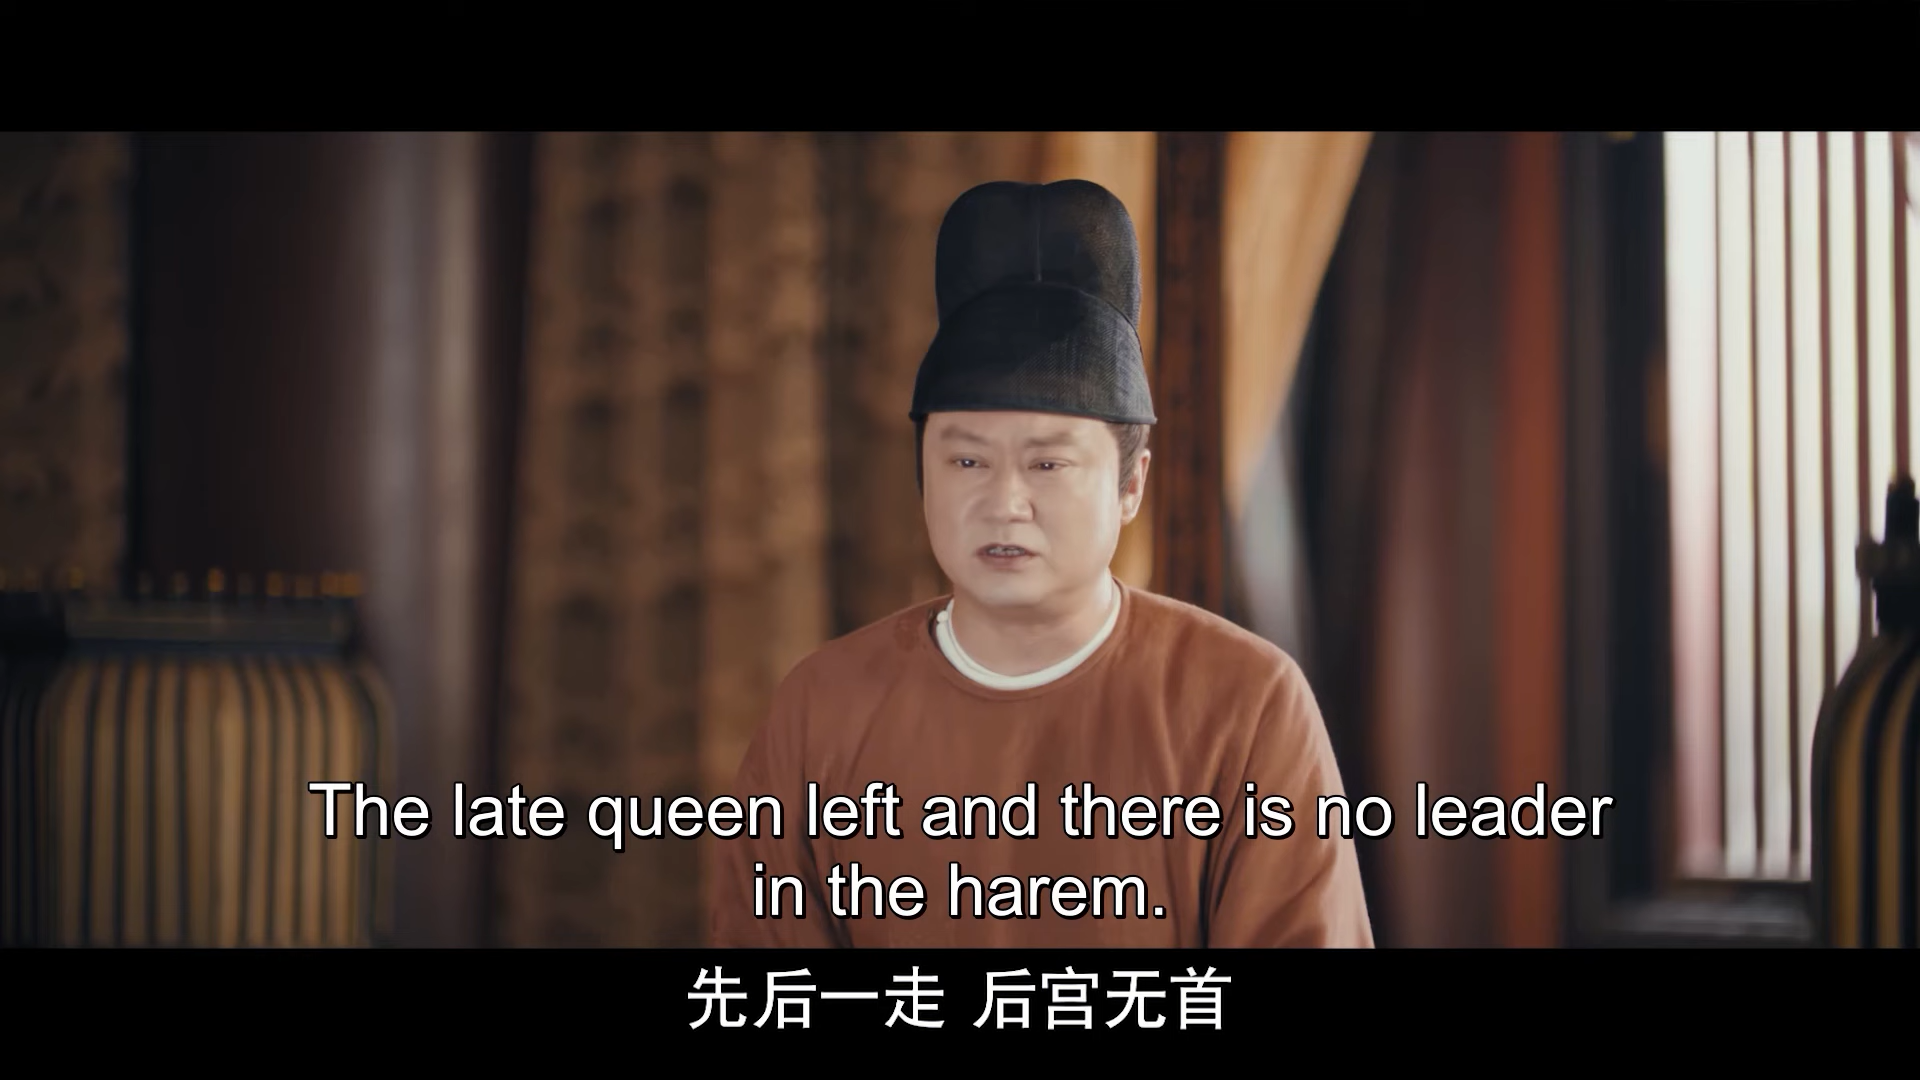 The late queen left and there is no leader
in the harem.
先后一走 后宫无首